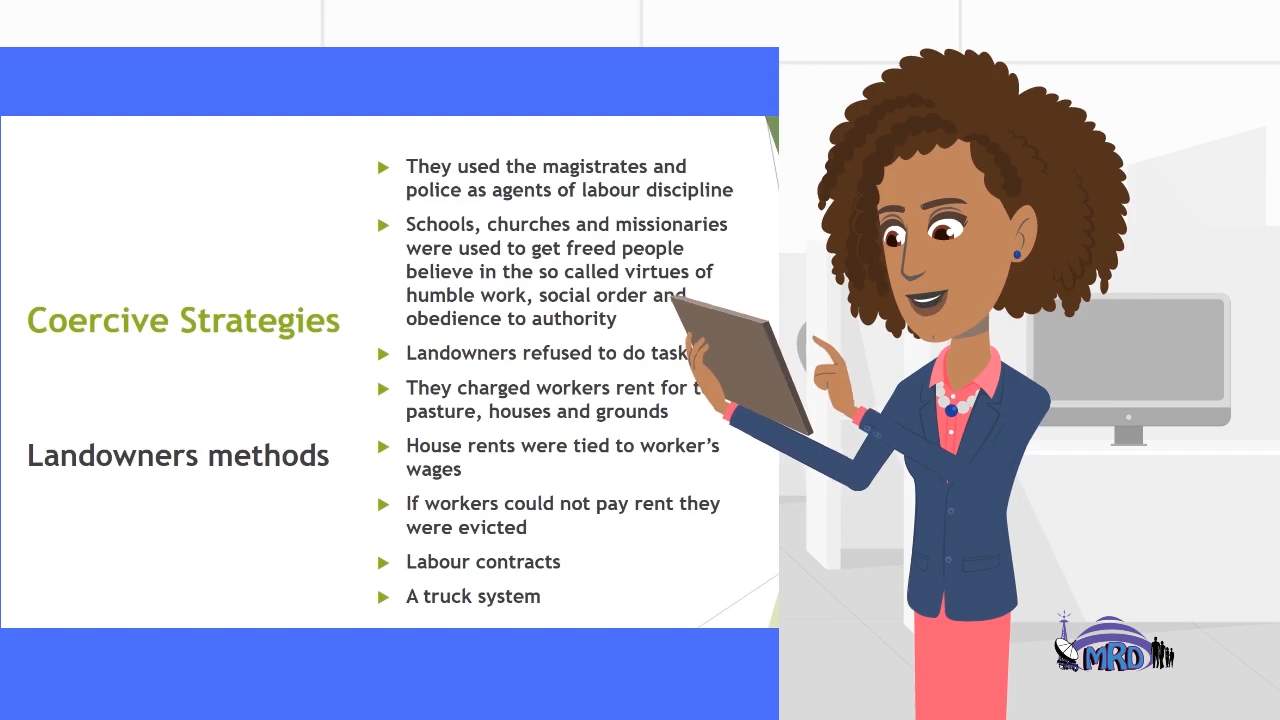 They used the magistrates and
police as agents of labour discipline
Schools, churches and missionaries
were used to get freed people
believe in the so called virtues of
humble work, social order and
obedience to authority
Coercive Strategies
Landowners refused to do task
They charged workers rent for
pasture, houses and grounds
Landowners methods
House rents were tied to worker's
wages
If workers could not pay rent they
were evicted
Labour contracts
A truck system
MRD